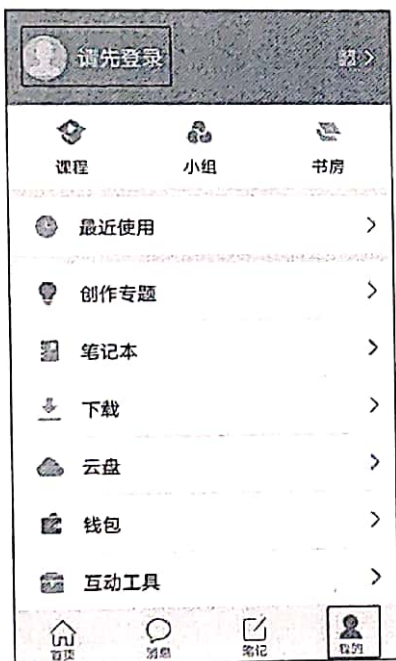 请先登录
课程 小组 书房
最近使用
创作专题
笔记本
下载
云盘
钱包
互动工具
首页 消息 笔记 我的